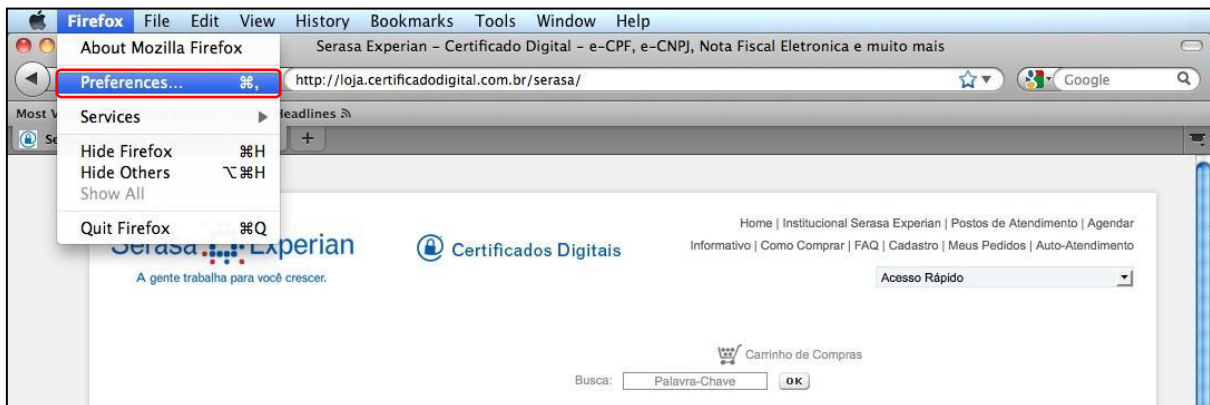 Firefox File Edit View History Bookmarks Tools Window Help
About Mozilla Firefox
Serasa Experian – Certificado Digital – e-CPF, e-CNPJ, Nota Fiscal Eletronica e muito mais
Preferences... ⌘,
http://loja.certificadodigital.com.br/serasa/
Google
Most
Services
Headlines
Hide Firefox ⌘H
Hide Others ⌥⌘H
Show All
Quit Firefox ⌘Q
Home | Institucional Serasa Experian | Postos de Atendimento | Agendar
Serasa Experian
Certificados Digitais
Informativo | Como Comprar | FAQ | Cadastro | Meus Pedidos | Auto-Atendimento
A gente trabalha para você crescer.
Acesso Rápido
Carrinho de Compras
Busca: Palavra-Chave OK